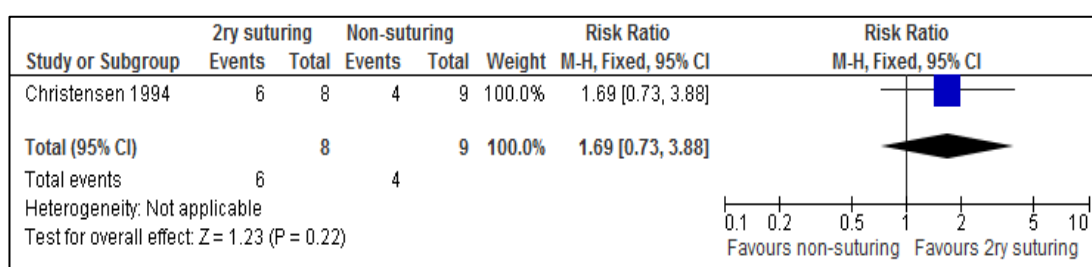 2ry suturing Non-suturing Risk Ratio Risk Ratio
Study or Subgroup Events Total Events Total Weight M-H, Fixed, 95% CI M-H, Fixed, 95% CI
Christensen 1994 6 8 4 9 100.0% 1.69 [0.73, 3.88]
Total (95% CI) 8 9 100.0% 1.69 [0.73, 3.88]
Total events 6 4
Heterogeneity: Not applicable
Test for overall effect: Z = 1.23 (P = 0.22)
0.1 0.2 0.5 1 2 5 10
Favours non-suturing Favours 2ry suturing